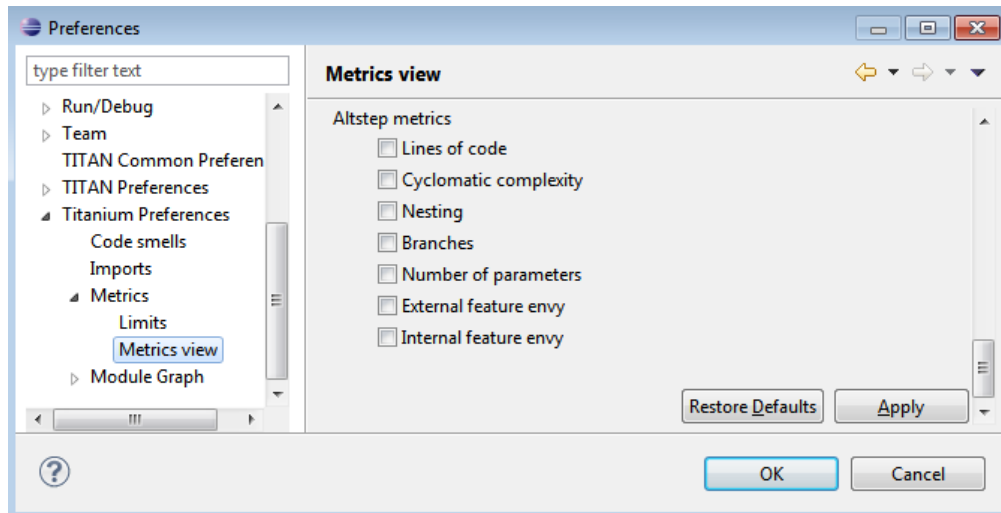 Preferences
type filter text
Run/Debug
Team
TITAN Common Preferen
TITAN Preferences
Titanium Preferences
Code smells
Imports
Metrics
Limits
Metrics view
Module Graph
Metrics view
Altstep metrics
Lines of code
Cyclomatic complexity
Nesting
Branches
Number of parameters
External feature envy
Internal feature envy
Restore Defaults
Apply
?
OK
Cancel